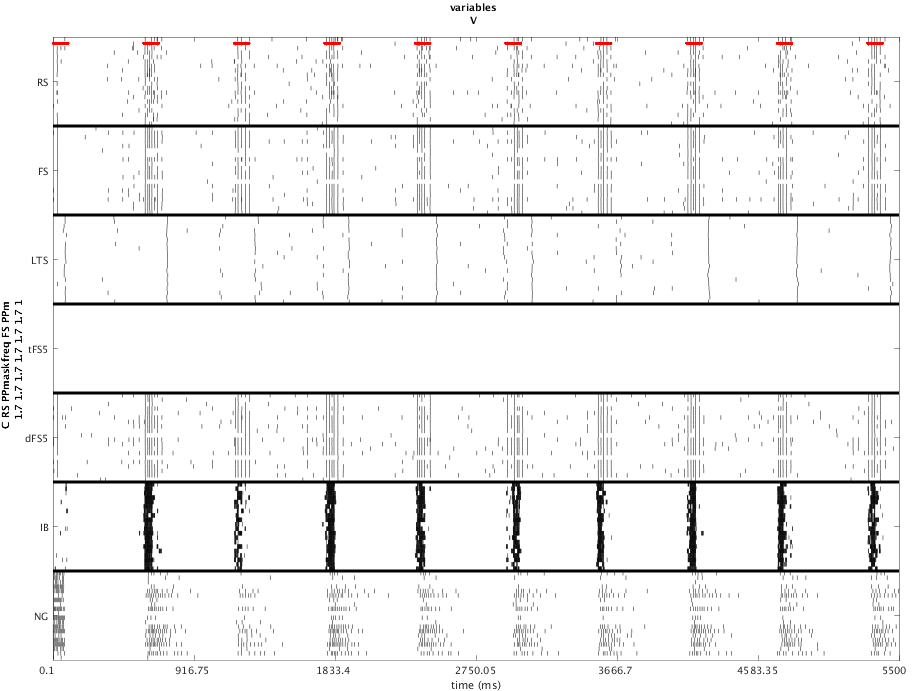 variables
V
RS
FS
LTS
tFS5
dFS5
IB
NG
C RS PPmaskfreq FS PPm
1.7 1.7 1.7 1.7 1.7 1.7 1
0.1 916.75 1833.4 2750.05 3666.7 4583.35 5500
time (ms)